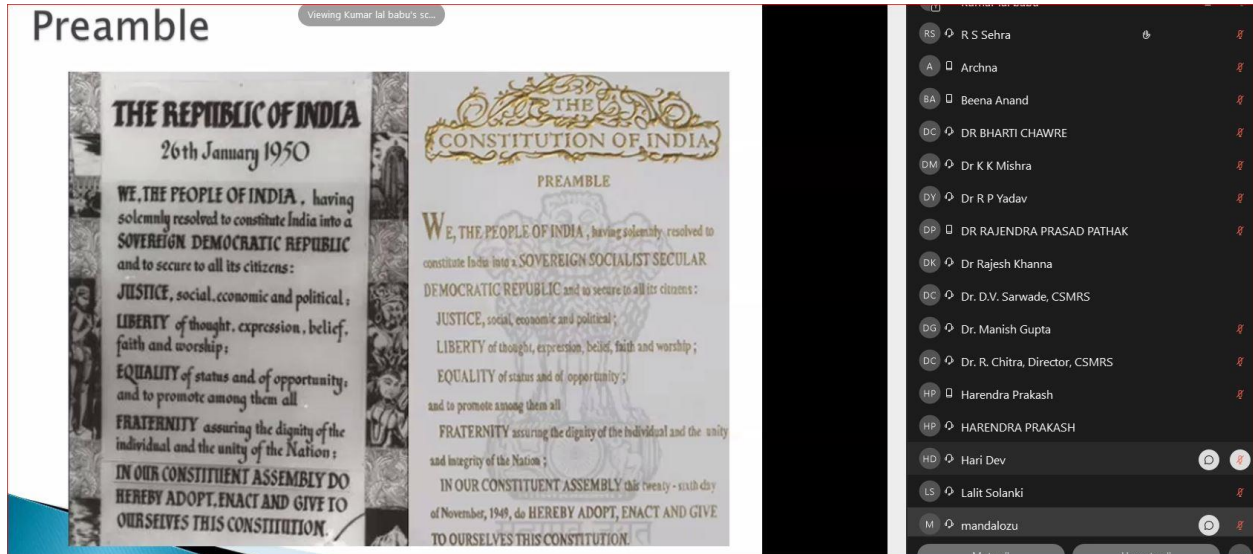 Preamble
Viewing Kumar lal babu's sc...
THE REPUBLIC OF INDIA
26th January 1950
WE, THE PEOPLE OF INDIA, having
solemnly resolved to constitute India into a
SOVEREIGN DEMOCRATIC REPUBLIC
and to secure to all its citizens:
JUSTICE, social, economic and political;
LIBERTY of thought, expression, belief,
faith and worship;
EQUALITY of status and of opportunity;
and to promote among them all
FRATERNITY assuring the dignity of the
individual and the unity of the Nation;
IN OUR CONSTITUENT ASSEMBLY DO
HEREBY ADOPT, ENACT AND GIVE TO
OURSELVES THIS CONSTITUTION.
THE
CONSTITUTION OF INDIA
PREAMBLE
WE, THE PEOPLE OF INDIA, having solemnly resolved to
constitute India into a SOVEREIGN SOCIALIST SECULAR
DEMOCRATIC REPUBLIC and to secure to all its citizens:
JUSTICE, social, economic and political;
LIBERTY of thought, expression, belief, faith and worship;
EQUALITY of status and of opportunity;
and to promote among them all
FRATERNITY assuring the dignity of the individual and the unity
and integrity of the Nation;
IN OUR CONSTITUENT ASSEMBLY this twenty-sixth day
of November, 1949, do HEREBY ADOPT, ENACT AND GIVE
TO OURSELVES THIS CONSTITUTION.
RS R S Sehra
A Archna
BA Beena Anand
DC DR BHARTI CHAWRE
DM Dr K K Mishra
DY Dr R P Yadav
DP DR RAJENDRA PRASAD PATHAK
DK Dr Rajesh Khanna
DC Dr. D.V. Sarwade, CSMRS
DG Dr. Manish Gupta
DC Dr. R. Chitra, Director, CSMRS
HP Harendra Prakash
HP HARENDRA PRAKASH
HD Hari Dev
LS Lalit Solanki
M mandalozu